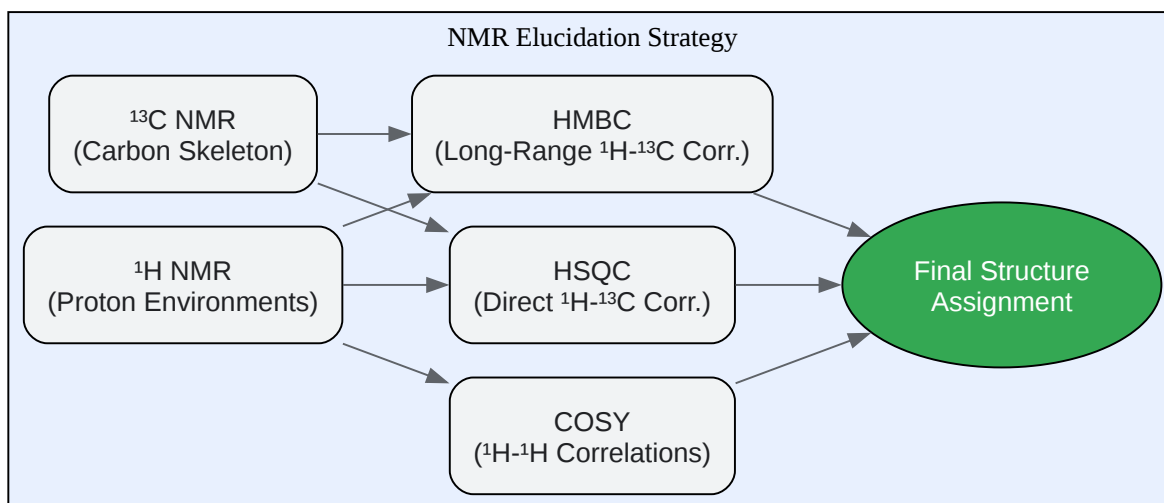 NMR Elucidation Strategy
¹³C NMR
(Carbon Skeleton)
HMBC
(Long-Range ¹H-¹³C Corr.)
¹H NMR
(Proton Environments)
HSQC
(Direct ¹H-¹³C Corr.)
Final Structure
Assignment
COSY
(¹H-¹H Correlations)